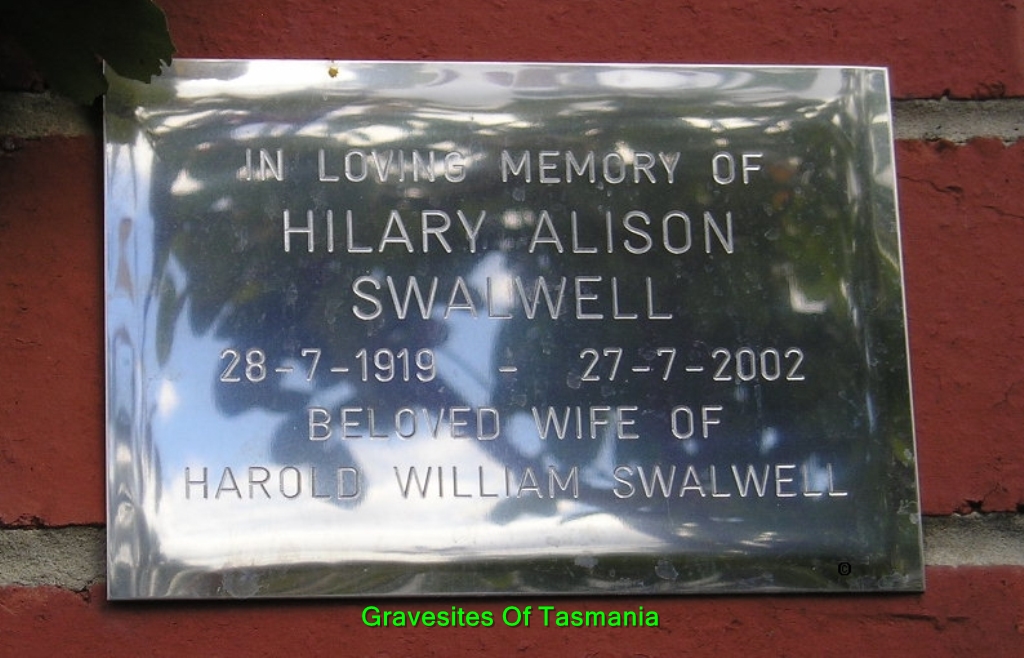 IN LOVING MEMORY OF
HILARY ALISON
SWALWELL
28-7-1919 - 27-7-2002
BELOVED WIFE OF
HAROLD WILLIAM SWALWELL
©
Gravesites Of Tasmania